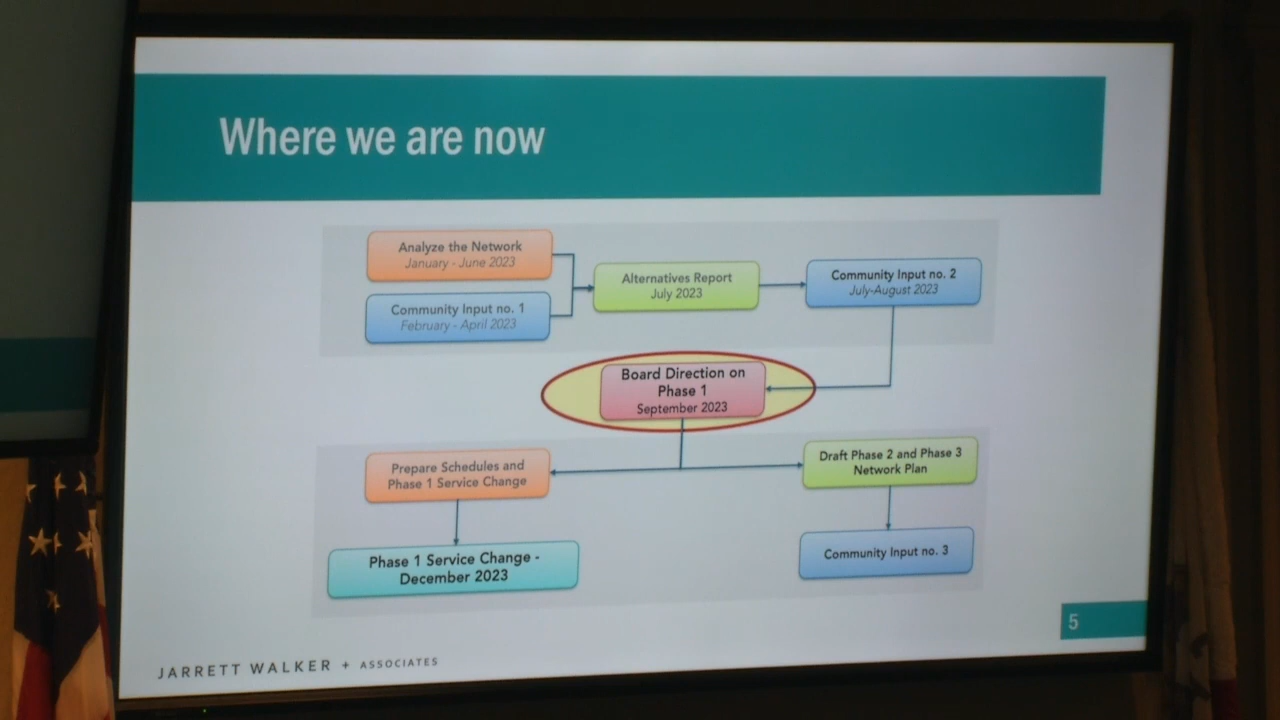 Where we are now
Analyze the Network
January - June 2023
Community Input no. 1
February - April 2023
Alternatives Report
July 2023
Community Input no. 2
July-August 2023
Board Direction on
Phase 1
September 2023
Prepare Schedules and
Phase 1 Service Change
Draft Phase 2 and Phase 3
Network Plan
Phase 1 Service Change -
December 2023
Community Input no. 3
5
JARRETT WALKER + ASSOCIATES